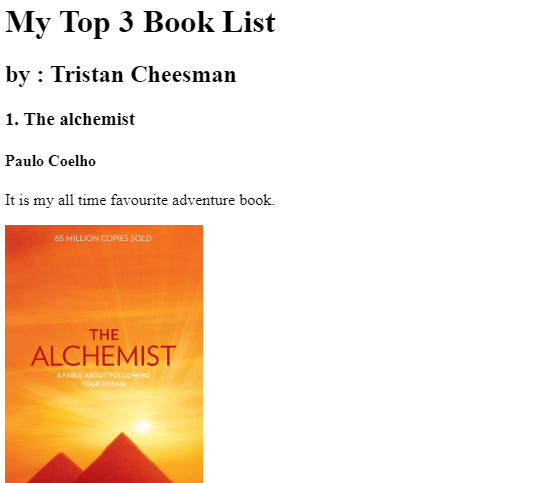 My Top 3 Book List
by : Tristan Cheesman
1. The alchemist
Paulo Coelho
It is my all time favourite adventure book.
65 MILLION COPIES SOLD
THE
ALCHEMIST
A FABLE ABOUT FOLLOWING
YOUR DREAM